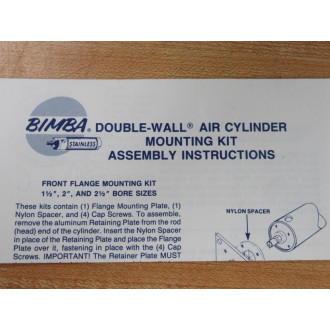 BIMBA®
STAINLESS
DOUBLE-WALL® AIR CYLINDER
MOUNTING KIT
ASSEMBLY INSTRUCTIONS
FRONT FLANGE MOUNTING KIT
1½", 2", AND 2½" BORE SIZES
These kits contain (1) Flange Mounting Plate, (1)
Nylon Spacer, and (4) Cap Screws. To assemble,
remove the aluminum Retaining Plate from the rod
(head) end of the cylinder. Insert the Nylon Spacer
in place of the Retaining Plate and place the Flange
Plate over it, fastening in place with the (4) Cap
Screws. IMPORTANT! The Retaining Plate MUST
NYLON SPACER